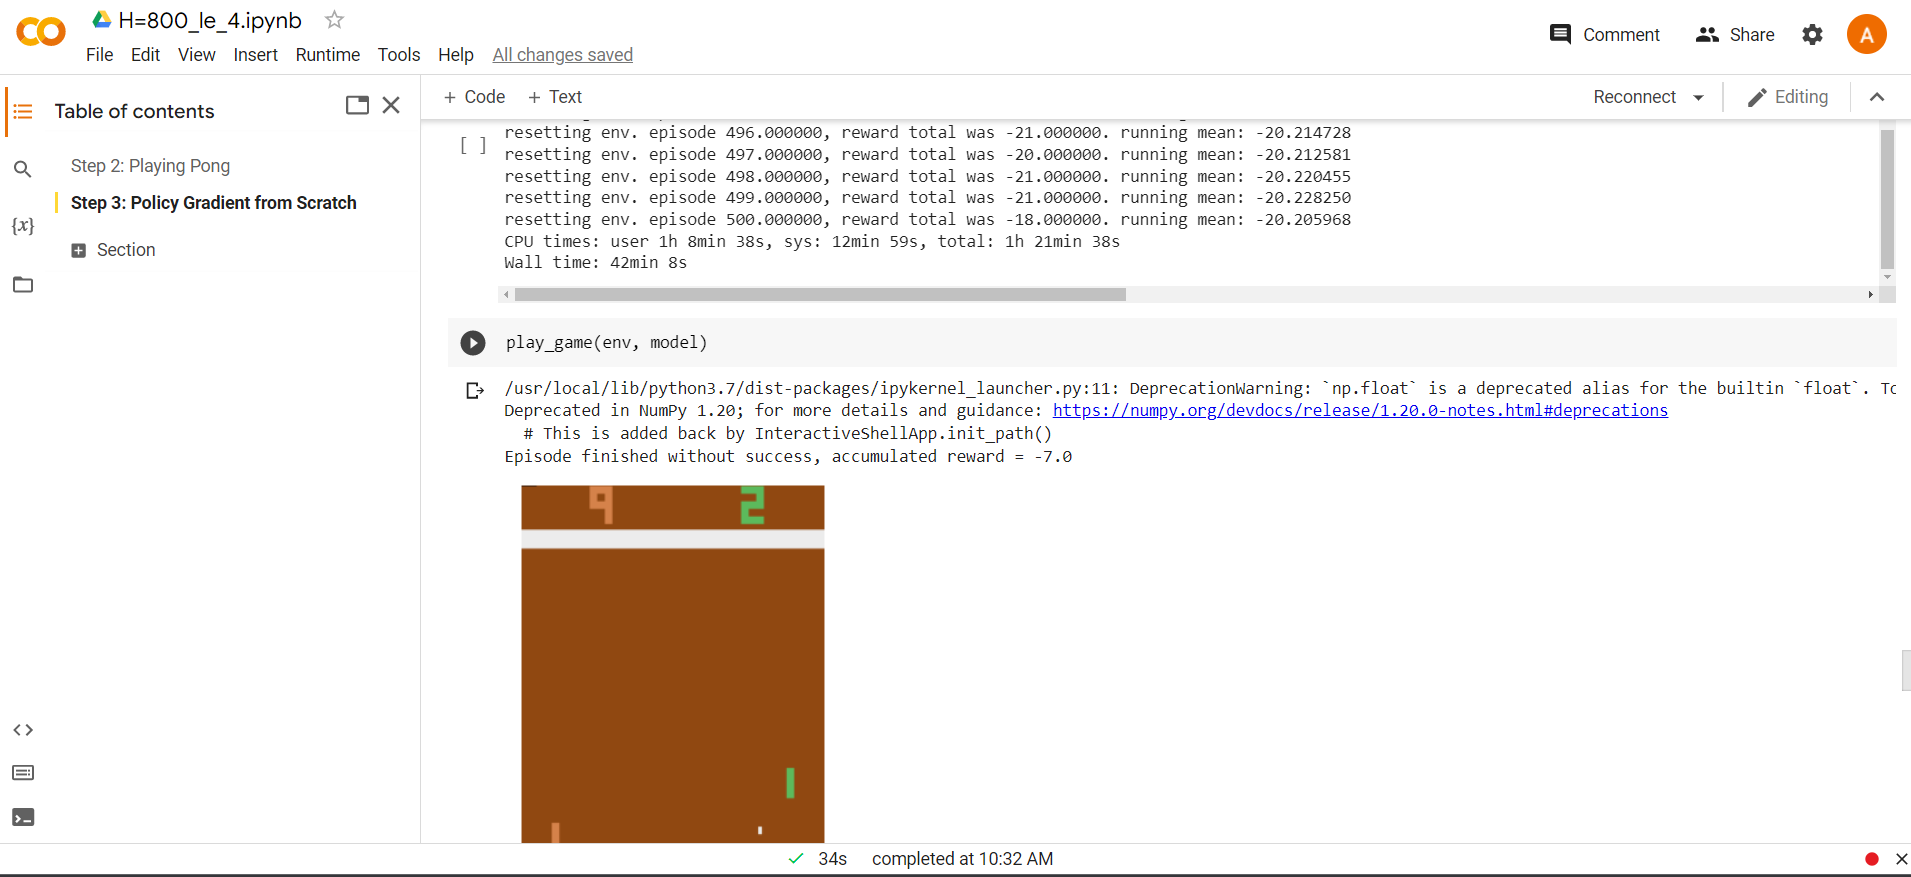 H=800_le_4.ipynb
File Edit View Insert Runtime Tools Help All changes saved
Comment Share A
Table of contents
+ Code + Text
Reconnect Editing
Step 2: Playing Pong
Step 3: Policy Gradient from Scratch
Section
{x}
[ ]
resetting env. episode 496.000000, reward total was -21.000000. running mean: -20.214728
resetting env. episode 497.000000, reward total was -20.000000. running mean: -20.212581
resetting env. episode 498.000000, reward total was -21.000000. running mean: -20.220455
resetting env. episode 499.000000, reward total was -21.000000. running mean: -20.228250
resetting env. episode 500.000000, reward total was -18.000000. running mean: -20.205968
CPU times: user 1h 8min 38s, sys: 12min 59s, total: 1h 21min 38s
Wall time: 42min 8s
play_game(env, model)
/usr/local/lib/python3.7/dist-packages/ipykernel_launcher.py:11: DeprecationWarning: `np.float` is a deprecated alias for the builtin `float`. To
Deprecated in NumPy 1.20; for more details and guidance: https://numpy.org/devdocs/release/1.20.0-notes.html#deprecations
# This is added back by InteractiveShellApp.init_path()
Episode finished without success, accumulated reward = -7.0
9 2
34s completed at 10:32 AM